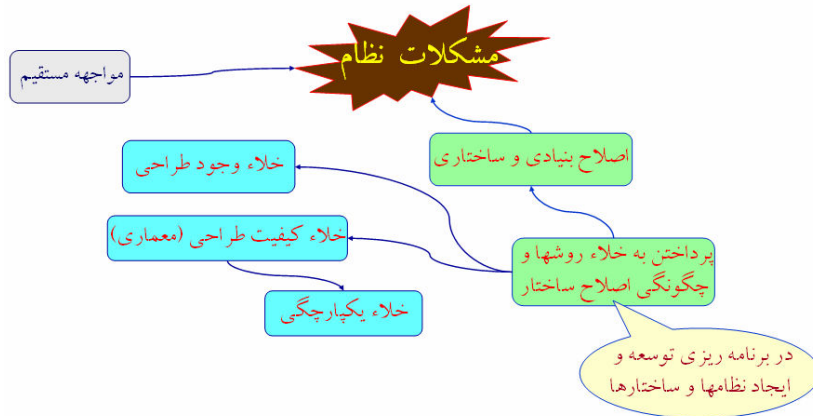 مشکلات نظام
مواجهه مستقیم
اصلاح بنیادی و ساختاری
خلاء وجود طراحی
خلاء کیفیت طراحی (معماری)
پرداختن به خلاء روشها و
چگونگی اصلاح ساختار
خلاء یکپارچگی
در برنامه ریزی توسعه و
ایجاد نظامها و ساختارها